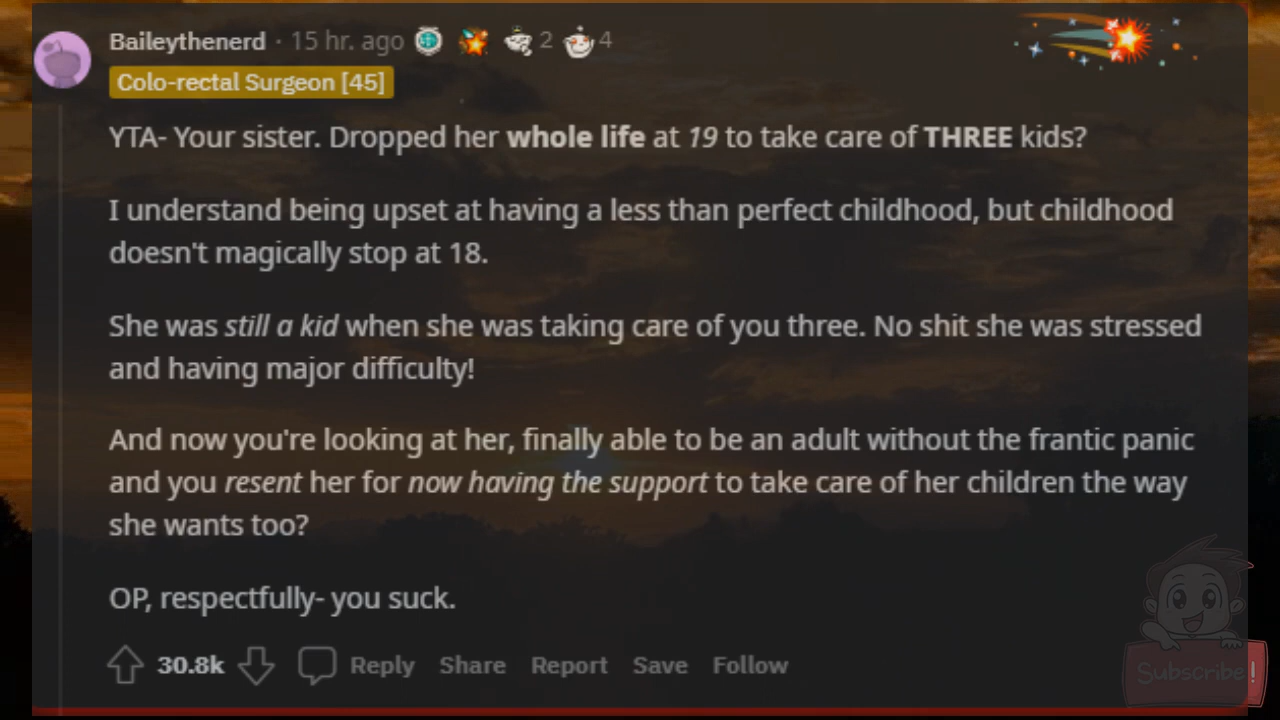 Baileythenerd · 15 hr. ago 2 4
Colo-rectal Surgeon [45]
YTA- Your sister. Dropped her whole life at 19 to take care of THREE kids?
I understand being upset at having a less than perfect childhood, but childhood
doesn't magically stop at 18.
She was still a kid when she was taking care of you three. No shit she was stressed
and having major difficulty!
And now you're looking at her, finally able to be an adult without the frantic panic
and you resent her for now having the support to take care of her children the way
she wants too?
OP, respectfully- you suck.
30.8k Reply Share Report Save Follow
Subscribe!